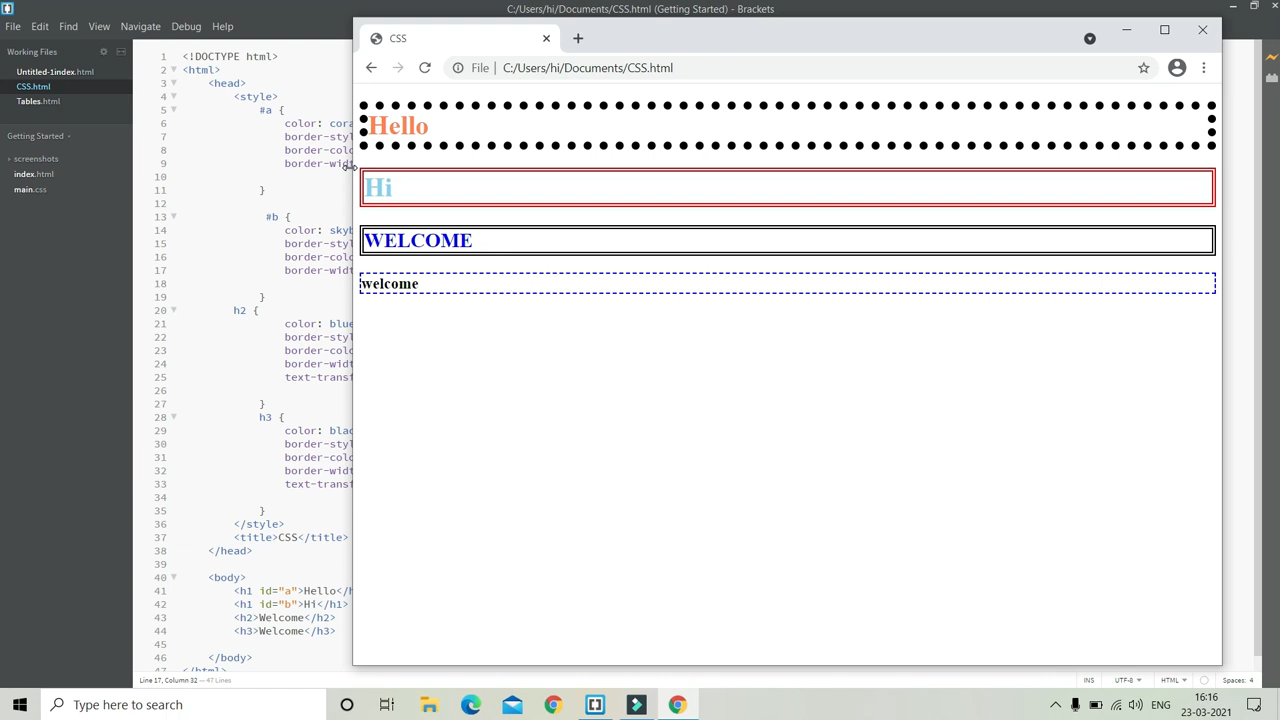 C:/Users/hi/Documents/CSS.html (Getting Started) - Brackets
File Edit Find View Navigate Debug Help
Working Files
Untitled-1index.html
CSS.html
Tables.html
Getting Started
screenshots
index.html
main.css
1 <!DOCTYPE html>
2 <html>
3 <head>
4 <style>
5 #a {
6 color: cora
7 border-styl
8 border-colo
9 border-widt
10
11 }
12
13 #b {
14 color: skyb
15 border-styl
16 border-colo
17 border-widt
18
19 }
20 h2 {
21 color: blue
22 border-styl
23 border-colo
24 border-widt
25 text-transf
26
27 }
28 h3 {
29 color: blac
30 border-styl
31 border-colo
32 border-widt
33 text-transf
34
35 }
36 </style>
37 <title>CSS</title>
38 </head>
39
40 <body>
41 <h1 id="a">Hello</h
42 <h1 id="b">Hi</h1>
43 <h2>Welcome</h2>
44 <h3>Welcome</h3>
45
46 </body>
47 </html>
Line 17, Column 32 — 47 Lines
INS UTF-8 HTML Spaces: 4
CSS
File C:/Users/hi/Documents/CSS.html
Hello
Hi
WELCOME
welcome
Type here to search
ENG
16:16
23-03-2021